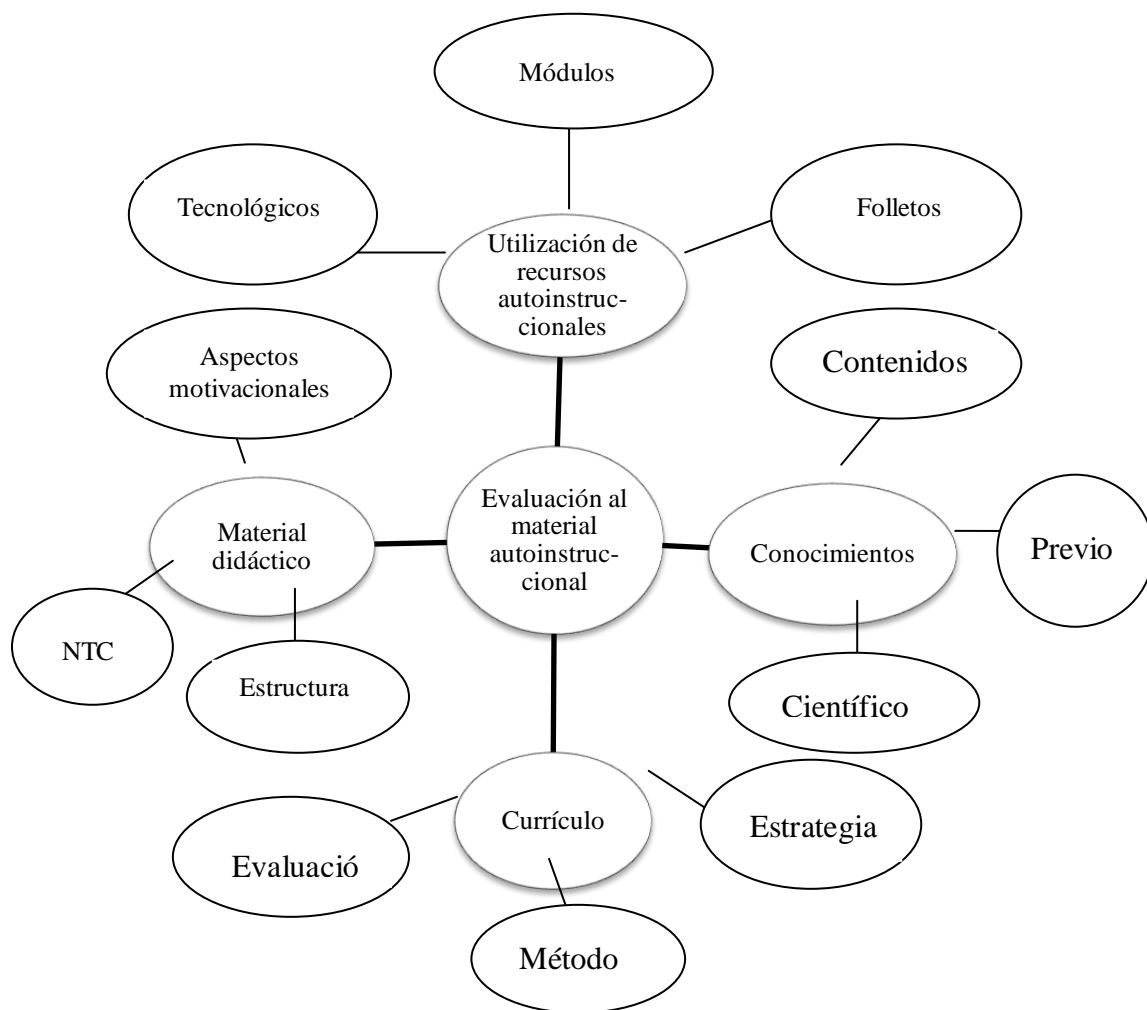 Módulos
Tecnológicos
Folletos
Utilización de
recursos
autoinstruc-
cionales
Aspectos
motivacionales
Contenidos
Material
didáctico
Evaluación al
material
autoinstruc-
cional
Conocimientos
Previo
NTC
Estructura
Científico
Currículo
Estrategia
Evaluació
Método